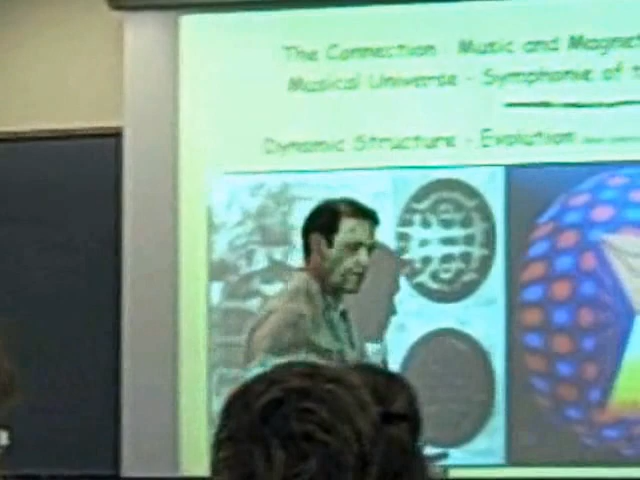 The Connection Music and Magnet
Musical Universe - Symphonie of t
Dynamic Structure - Evolution